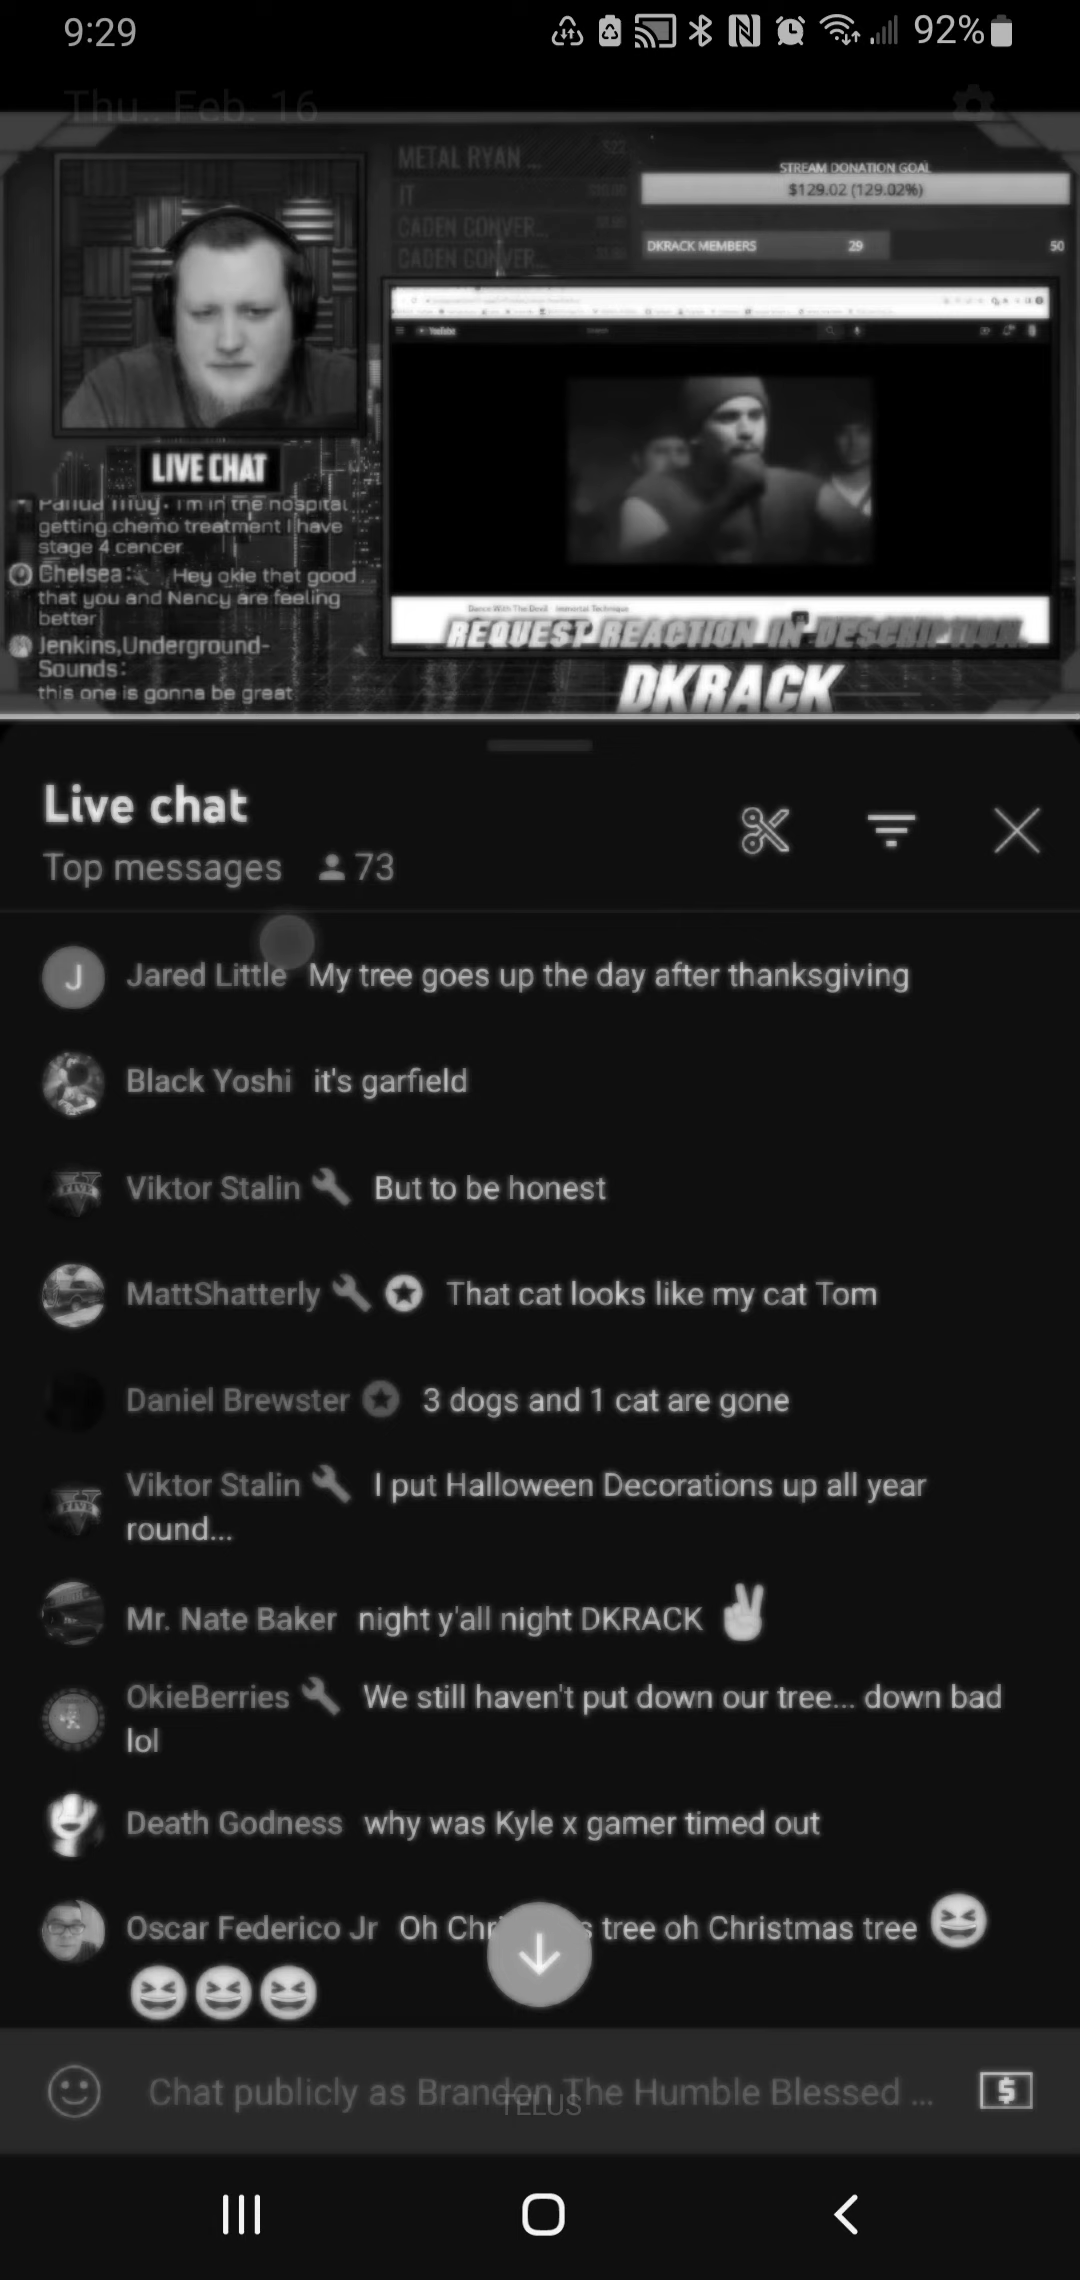 9:29
92%
Thu., Feb. 16
METAL RYAN ...
IT
CADEN CONVER...
CADEN CONVER...
STREAM DONATION GOAL
$129.02 (129.02%)
DKRACK MEMBERS 29 50
YouTube
LIVE CHAT
I'm in the hospital
getting chemo treatment I have
stage 4 cancer
Chelsea: Hey okie that good
that you and Nancy are feeling
better
Jenkins,Underground-
Sounds:
this one is gonna be great
Dance With The Devil - Immortal Technique
REQUEST REACTION IN DESCRIPTION.
DKRACK
Live chat
Top messages 73
J Jared Little My tree goes up the day after thanksgiving
Black Yoshi it's garfield
Viktor Stalin But to be honest
MattShatterly That cat looks like my cat Tom
Daniel Brewster 3 dogs and 1 cat are gone
Viktor Stalin I put Halloween Decorations up all year
round...
Mr. Nate Baker night y'all night DKRACK ✌
OkieBerries We still haven't put down our tree... down bad
lol
Death Godness why was Kyle x gamer timed out
Oscar Federico Jr Oh Chr s tree oh Christmas tree 😆
😆😆😆
Chat publicly as Brandon The Humble Blessed ...
TELUS